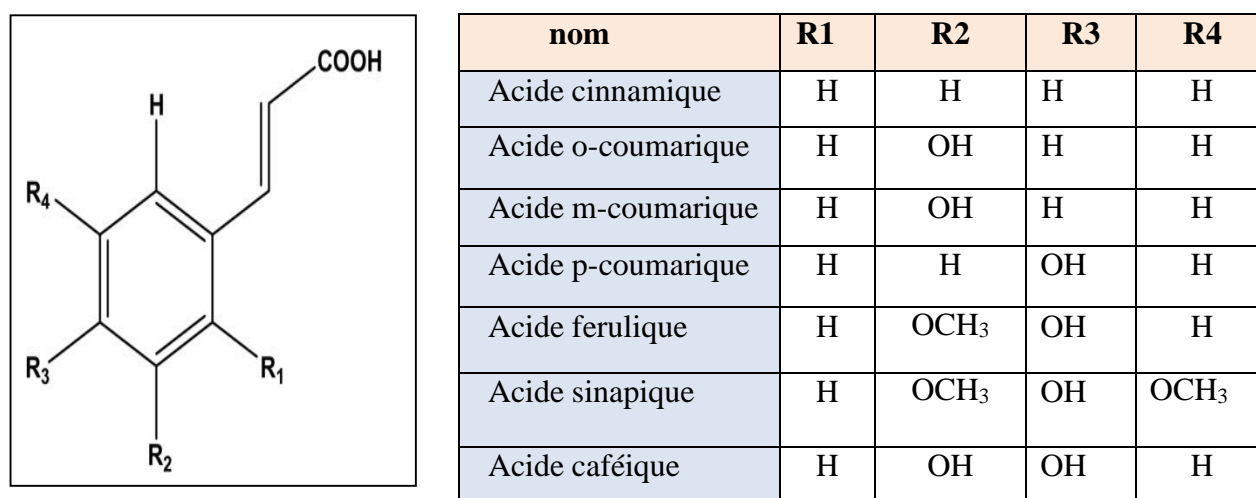 COOH
H
R₄
R₃
R₁
R₂
nom R1 R2 R3 R4
Acide cinnamique H H H H
Acide o-coumarique H OH H H
Acide m-coumarique H OH H H
Acide p-coumarique H H OH H
Acide ferulique H OCH₃ OH H
Acide sinapique H OCH₃ OH OCH₃
Acide caféique H OH OH H